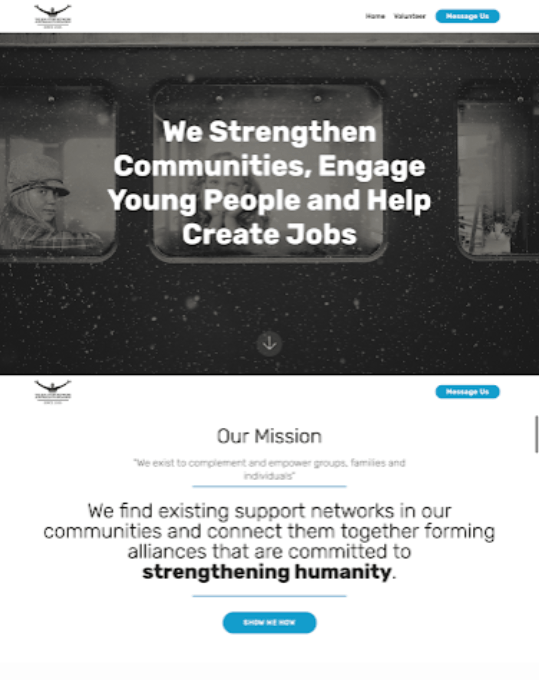 Home Volunteer Message Us
We Strengthen
Communities, Engage
Young People and Help
Create Jobs
Message Us
Our Mission
"We exist to complement and empower groups, families and
individuals"
We find existing support networks in our
communities and connect them together forming
alliances that are committed to
strengthening humanity.
SHOW ME HOW